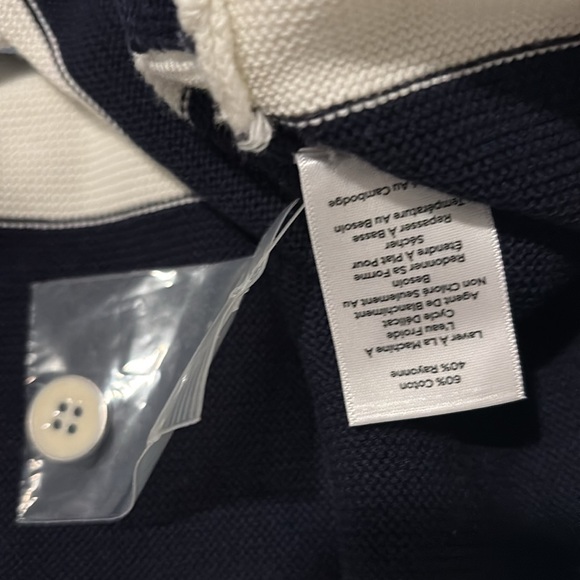 60% Coton
40% Rayonne
Laver À La Machine À
L'eau Froide
Cycle Délicat
Agent De Blanchiment
Non Chloré Seulement Au
Besoin
Redonner Sa Forme
Étendre À Plat Pour
Sécher
Repasser À Basse
Température Au Besoin
Au Cambodge